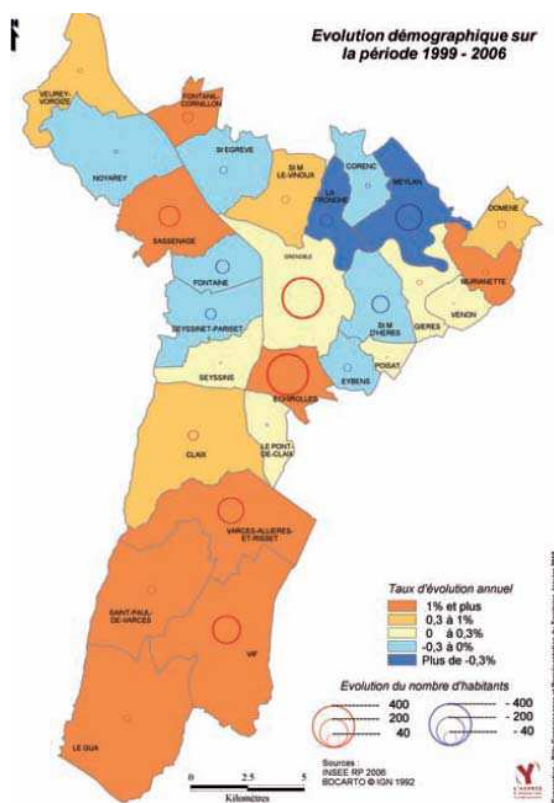 N
Evolution démographique sur
la période 1999 - 2006
VEUREY-
VOROIZE
FONTANIL-
CORNILLON
NOYAREY
St EGREVE
St M
LE-VINOUX
CORENC
LA
TRONCHE
MEYLAN
DOMENE
SASSENAGE
GRENOBLE
MURIANETTE
FONTAINE
SEYSSINET-PARISET
St M
D'HERES
GIERES
VENON
SEYSSINS
ECHIROLLES
EYBENS
POISAT
CLAIX
LE PONT-
DE-CLAIX
VARCES-ALLIERES-
ET-RISSET
SAINT-PAUL-
DE-VARCES
VIF
LE GUA
Taux d'évolution annuel
1% et plus
0,3 à 1%
0 à 0,3%
-0,3 à 0%
Plus de -0,3%
Evolution du nombre d'habitants
400
200
40
- 400
- 200
- 40
Sources :
INSEE RP 2006
BDCARTO © IGN 1992
0 2.5 5
Kilomètres